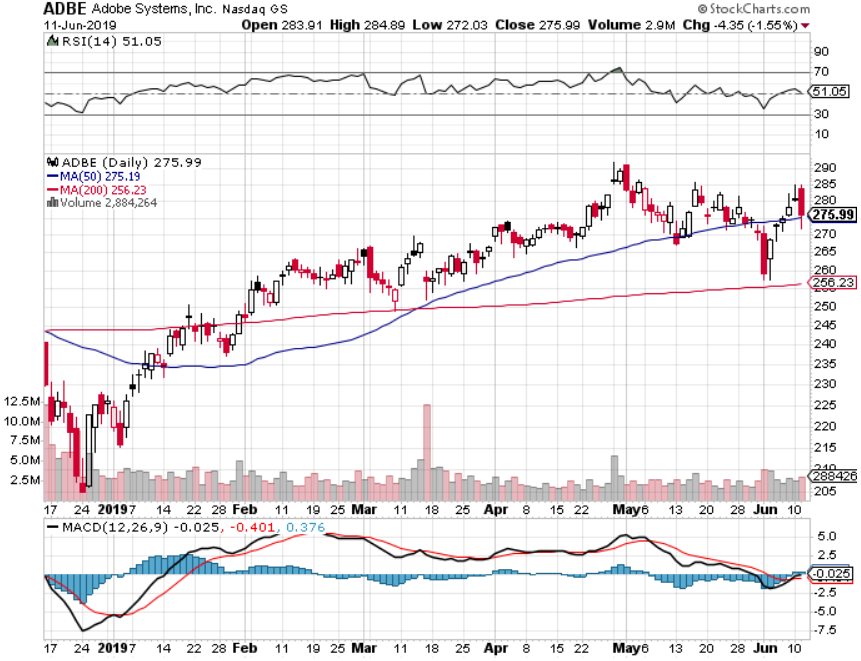 ADBE Adobe Systems, Inc. Nasdaq GS © StockCharts.com
11-Jun-2019 Open 283.91 High 284.89 Low 272.03 Close 275.99 Volume 2.9M Chg -4.35 (-1.55%)
RSI(14) 51.05
90
70
51.05
30
10
ADBE (Daily) 275.99
MA(50) 275.19
MA(200) 256.23
Volume 2,884,264
290
285
280
275.99
270
265
260
256.23
250
245
240
235
230
225
220
215
205
12.5M
10.0M
7.5M
5.0M
2.5M
288426
17 24 2019 7 14 22 28 Feb 11 19 25 Mar 11 18 25 Apr 8 15 22 May 6 13 20 28 Jun 10
MACD(12,26,9) -0.025, -0.401, 0.376
5.0
2.5
-0.025
-2.5
-5.0
-7.5
17 24 2019 7 14 22 28 Feb 11 19 25 Mar 11 18 25 Apr 8 15 22 May 6 13 20 28 Jun 10